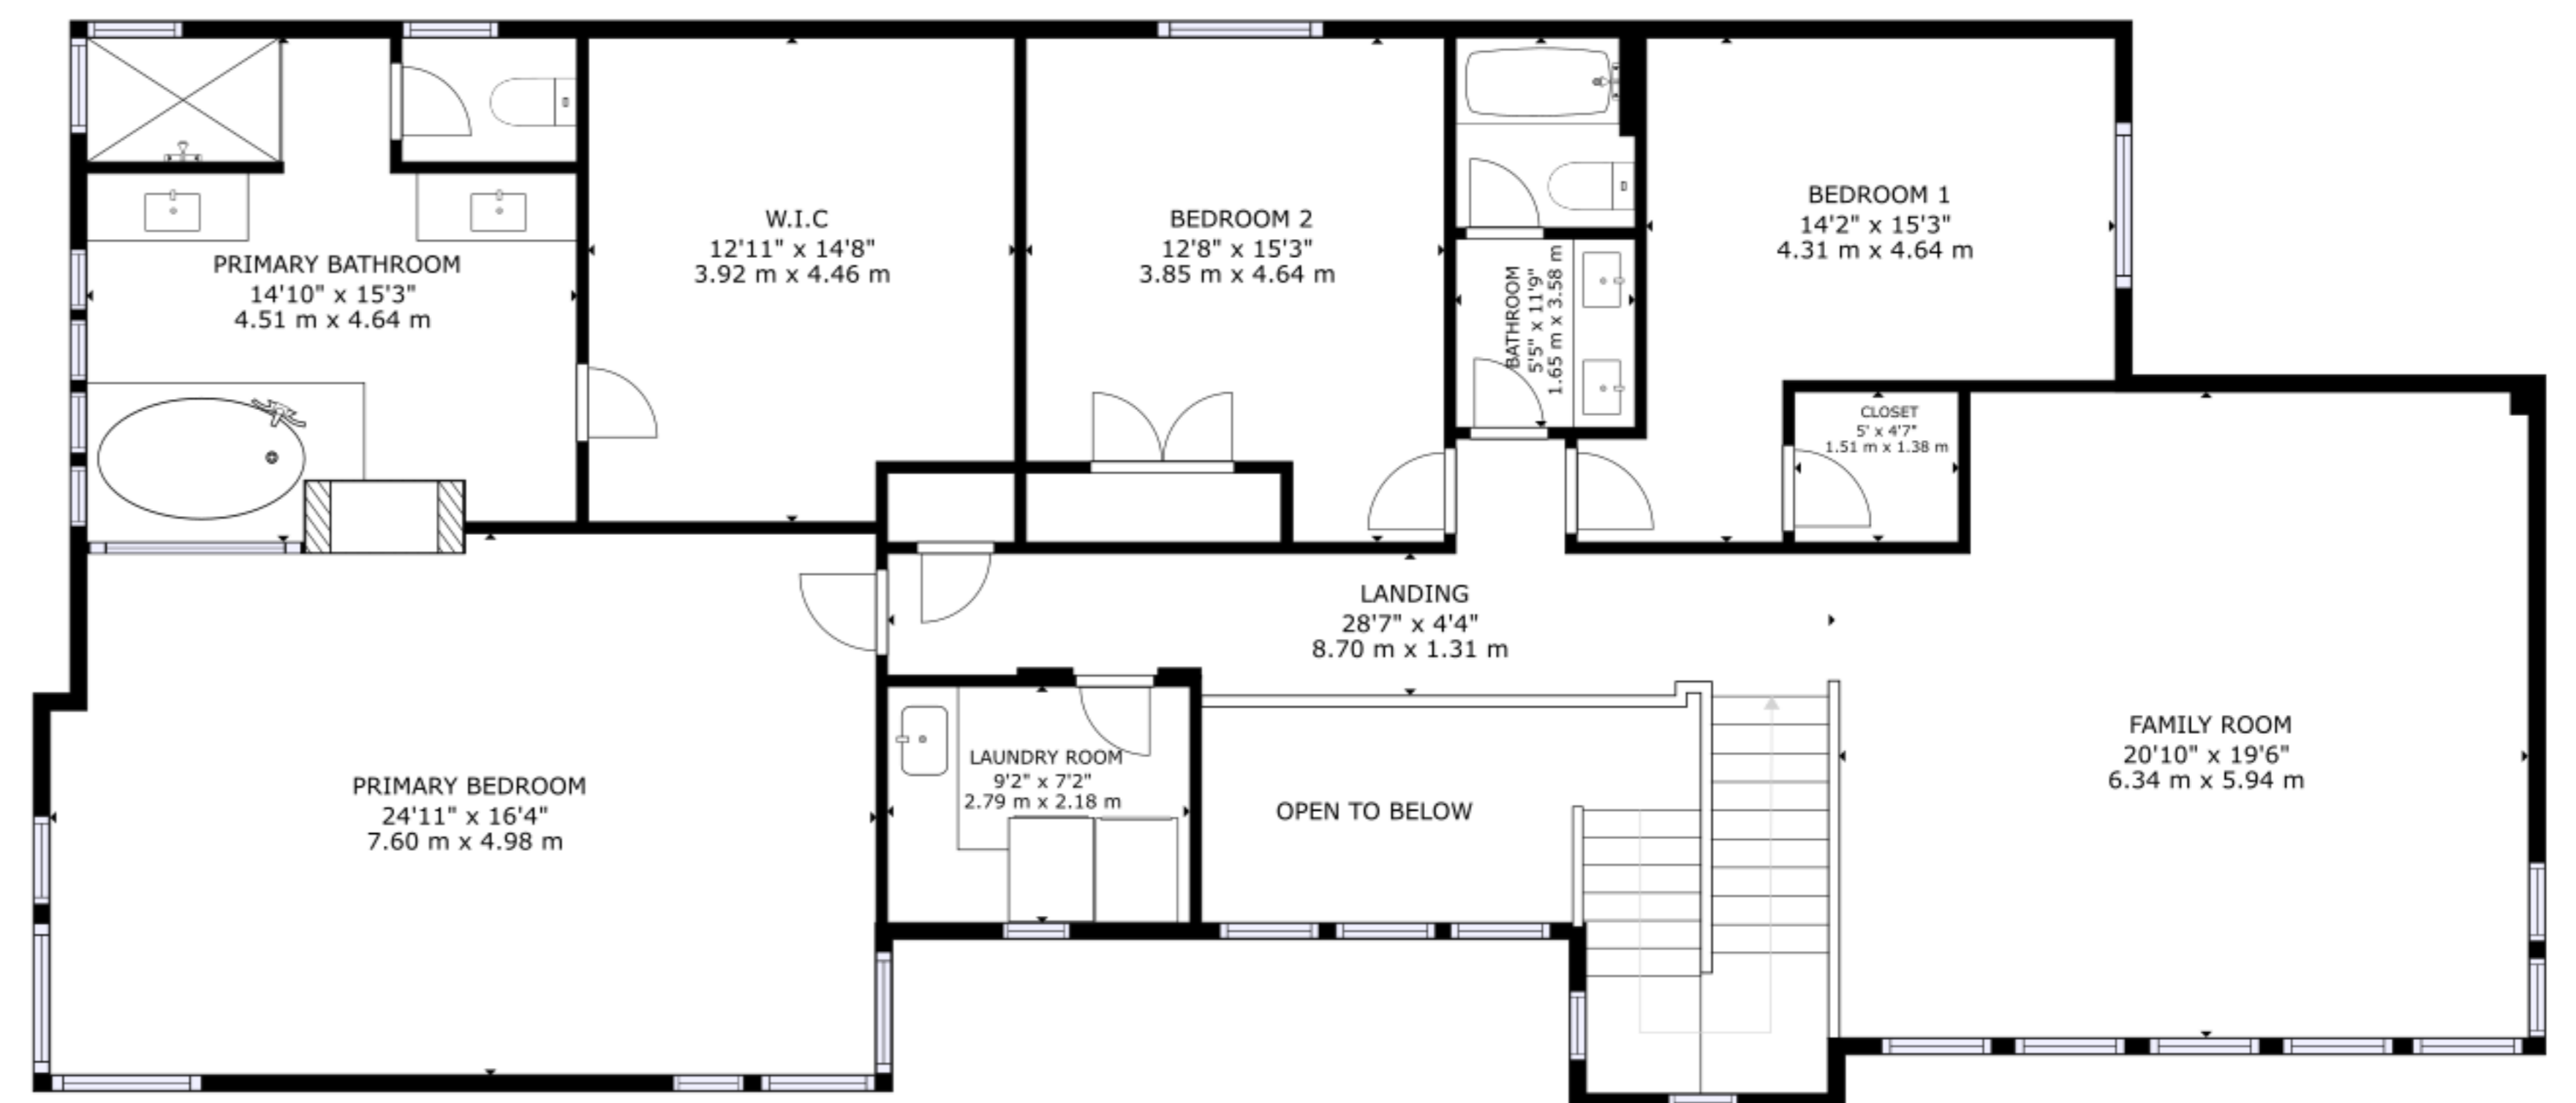 PRIMARY BATHROOM
14'10" x 15'3"
4.51 m x 4.64 m
W.I.C
12'11" x 14'8"
3.92 m x 4.46 m
BEDROOM 2
12'8" x 15'3"
3.85 m x 4.64 m
BATHROOM
5'5" x 11'9"
1.65 m x 3.58 m
BEDROOM 1
14'2" x 15'3"
4.31 m x 4.64 m
CLOSET
5' x 4'7"
1.51 m x 1.38 m
LANDING
28'7" x 4'4"
8.70 m x 1.31 m
PRIMARY BEDROOM
24'11" x 16'4"
7.60 m x 4.98 m
LAUNDRY ROOM
9'2" x 7'2"
2.79 m x 2.18 m
OPEN TO BELOW
FAMILY ROOM
20'10" x 19'6"
6.34 m x 5.94 m